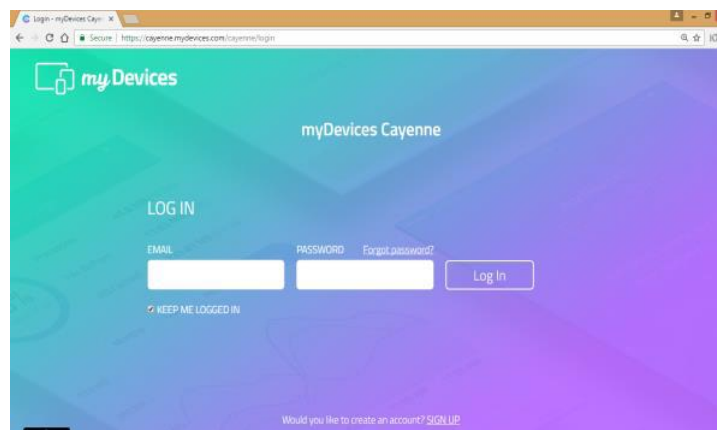 Login - myDevices Caye
Secure | https://cayenne.mydevices.com/cayenne/login
my Devices
myDevices Cayenne
LOG IN
EMAIL PASSWORD Forgot password?
Log In
KEEP ME LOGGED IN
Would you like to create an account? SIGN UP